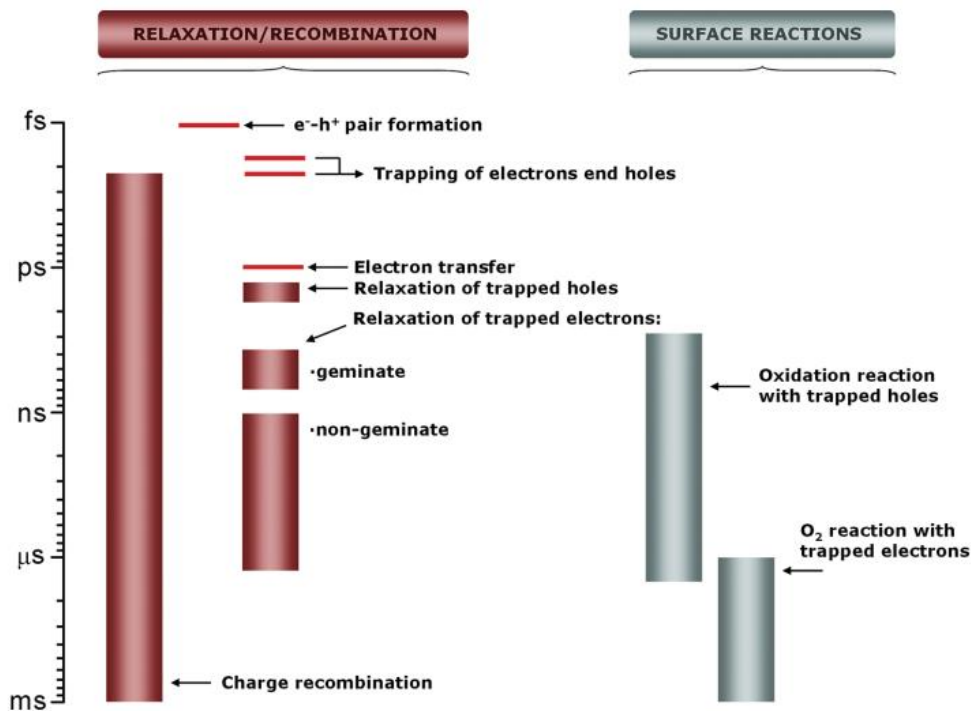 RELAXATION/RECOMBINATION
SURFACE REACTIONS
fs
e⁻-h⁺ pair formation
Trapping of electrons end holes
ps
Electron transfer
Relaxation of trapped holes
Relaxation of trapped electrons:
·geminate
Oxidation reaction
with trapped holes
ns
·non-geminate
O₂ reaction with
trapped electrons
μs
Charge recombination
ms